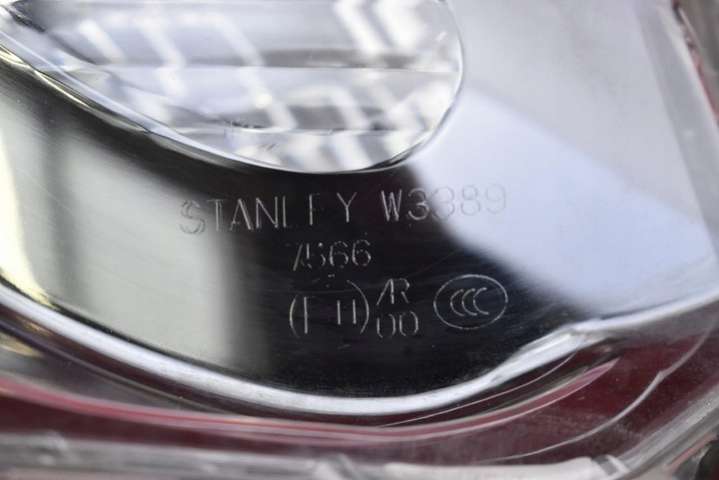 STANLEY W3389
7566
(E11) AR
00 CCC